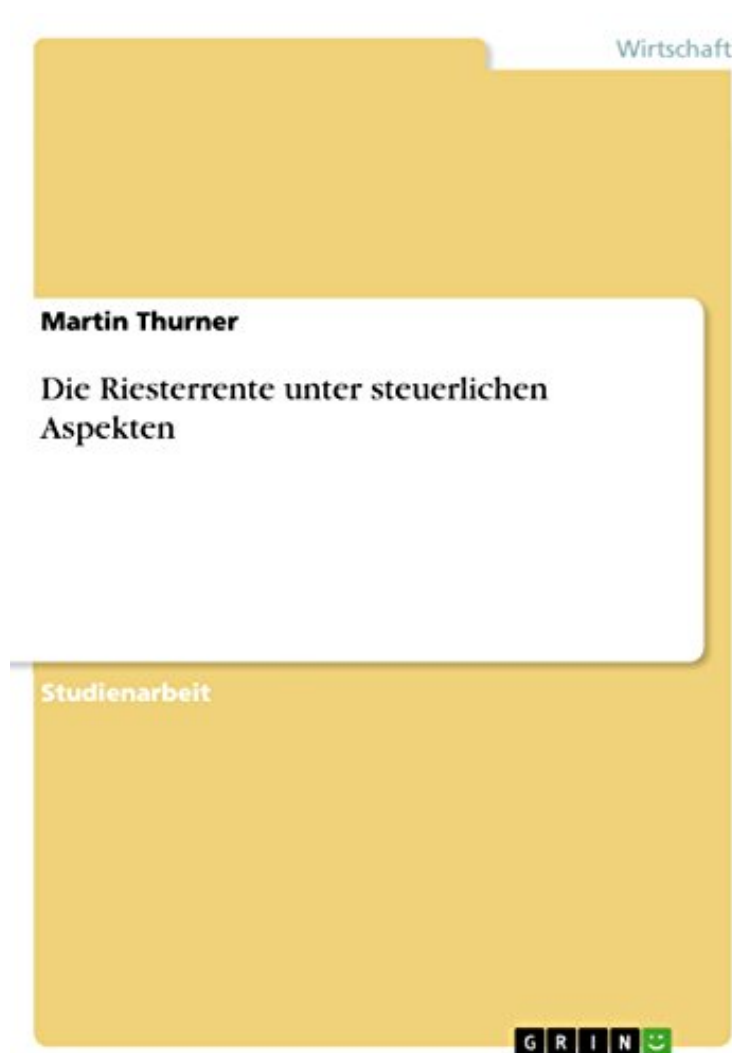 Wirtschaft
Martin Thurner
Die Riesterrente unter steuerlichen
Aspekten
Studienarbeit
GRIN